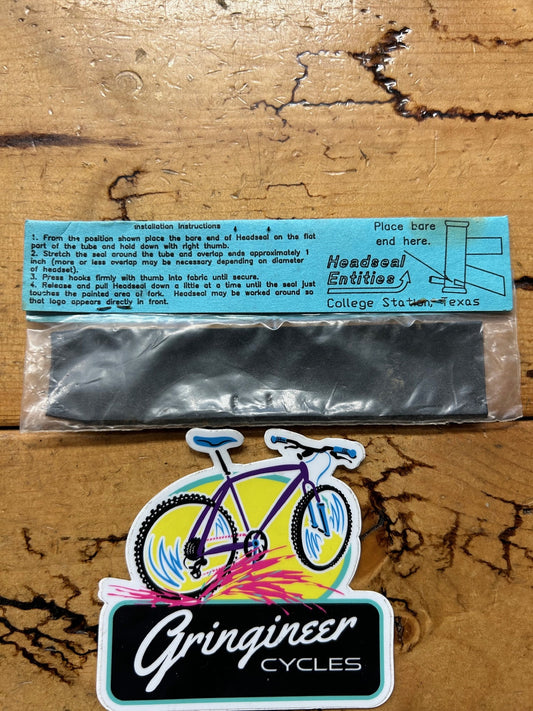 Installation Instructions
1. From the position shown place the bare end of Headseal on the flat
part of the tube and hold down with right thumb.
2. Stretch the seal around the tube and overlap ends approximately 1
inch (more or less overlap may be necessary depending on diameter
of headset).
3. Press hooks firmly with thumb into fabric until secure.
4. Release and pull Headseal down a little at a time until the seal just
touches the painted area of fork. Headseal may be worked around so
that logo appears directly in front.
Place bare
end here.
Headseal
Entities
College Station, Texas
Gringineer
CYCLES